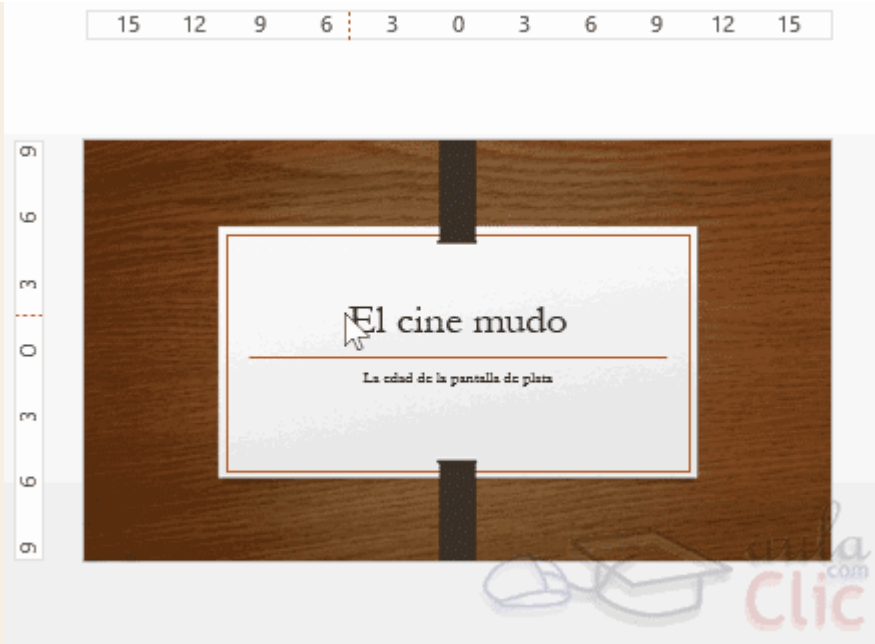 15 12 9 6 3 0 3 6 9 12 15
9
6
3
0
3
6
9
El cine mudo
La edad de la pantalla de plata
aula
.com
Clic